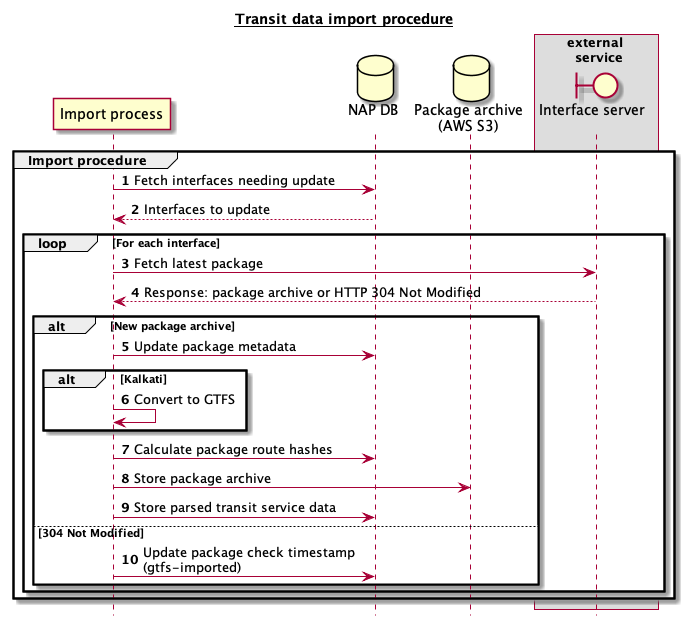 Transit data import procedure
external
service
Import process
NAP DB
Package archive
(AWS S3)
Interface server
Import procedure
1 Fetch interfaces needing update
2 Interfaces to update
loop [For each interface]
3 Fetch latest package
4 Response: package archive or HTTP 304 Not Modified
alt [New package archive]
5 Update package metadata
alt [Kalkati]
6 Convert to GTFS
7 Calculate package route hashes
8 Store package archive
9 Store parsed transit service data
[304 Not Modified]
10 Update package check timestamp
(gtfs-imported)